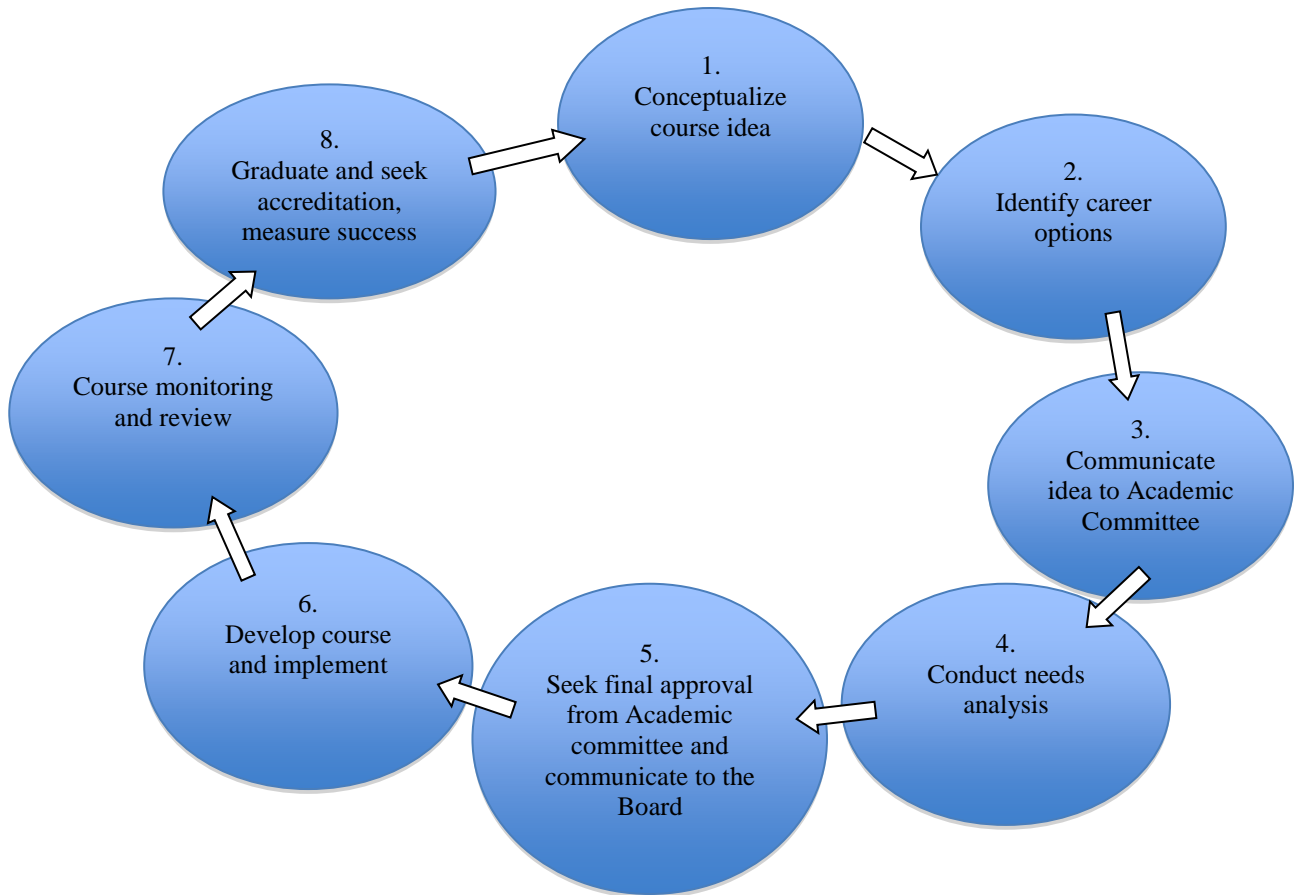 1.
Conceptualize
course idea
2.
Identify career
options
3.
Communicate
idea to Academic
Committee
4.
Conduct needs
analysis
5.
Seek final approval
from Academic
committee and
communicate to the
Board
6.
Develop course
and implement
7.
Course monitoring
and review
8.
Graduate and seek
accreditation,
measure success